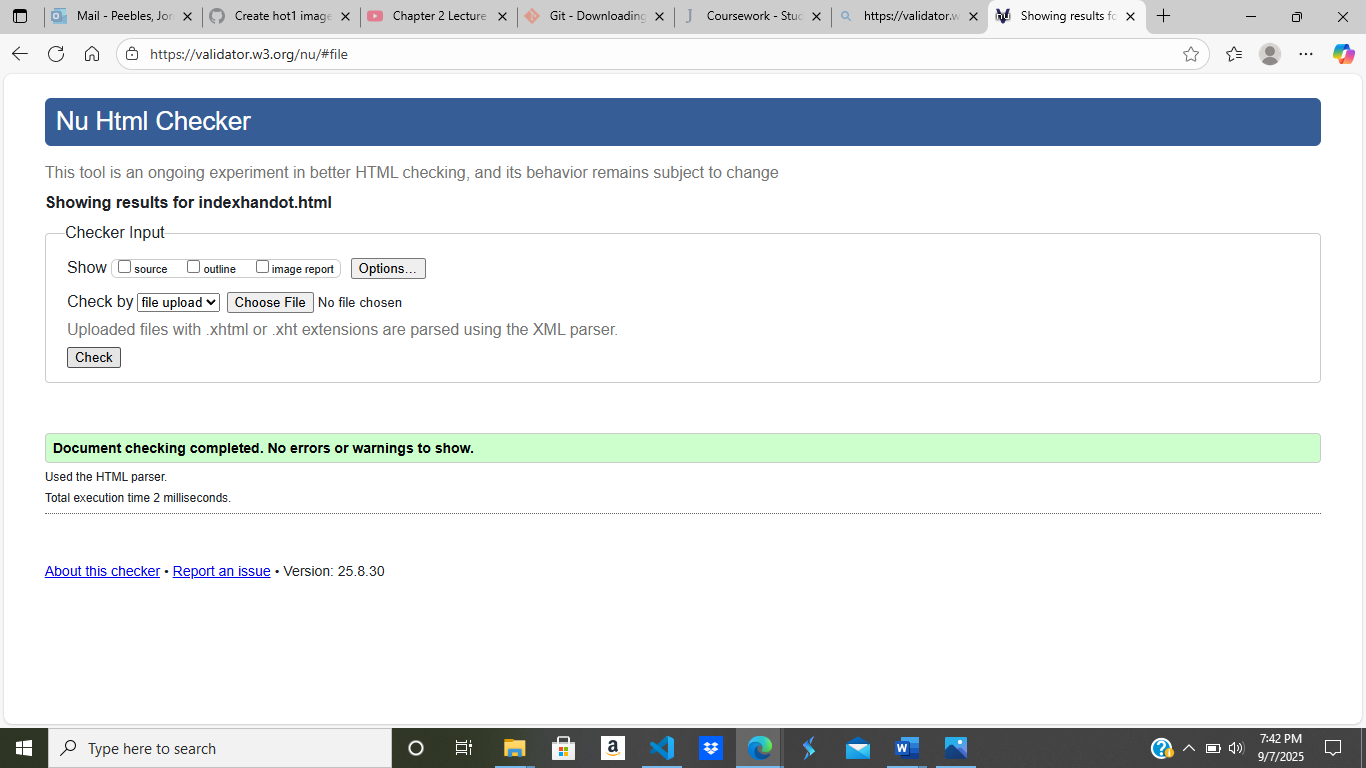 Mail - Peebles, Jor
Create hot1 image
Chapter 2 Lecture
Git - Downloading
Coursework - Stud
https://validator.w
Showing results fo
https://validator.w3.org/nu/#file
Nu Html Checker
This tool is an ongoing experiment in better HTML checking, and its behavior remains subject to change
Showing results for indexhandot.html
Checker Input
Show source outline image report Options...
Check by file upload Choose File No file chosen
Uploaded files with .xhtml or .xht extensions are parsed using the XML parser.
Check
Document checking completed. No errors or warnings to show.
Used the HTML parser.
Total execution time 2 milliseconds.
About this checker • Report an issue • Version: 25.8.30
Type here to search
7:42 PM
9/7/2025